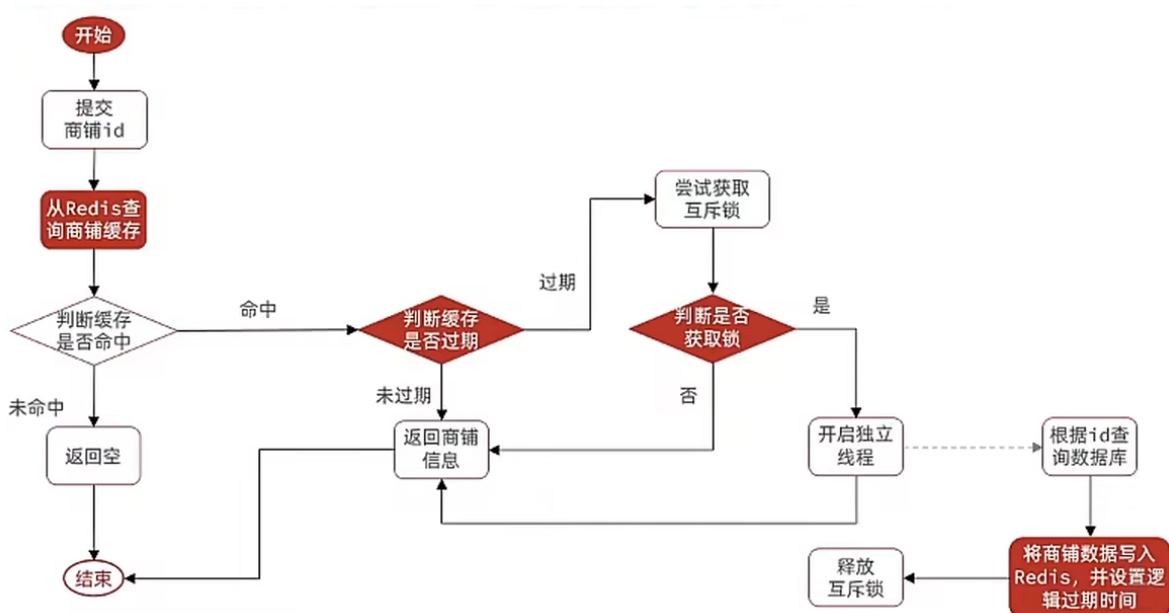 开始
提交
商铺id
从Redis查
询商铺缓存
判断缓存
是否命中
命中
未命中
返回空
结束
判断缓存
是否过期
过期
未过期
返回商铺
信息
尝试获取
互斥锁
判断是否
获取锁
是
否
开启独立
线程
根据id查
询数据库
将商铺数据写入
Redis，并设置逻
辑过期时间
释放
互斥锁